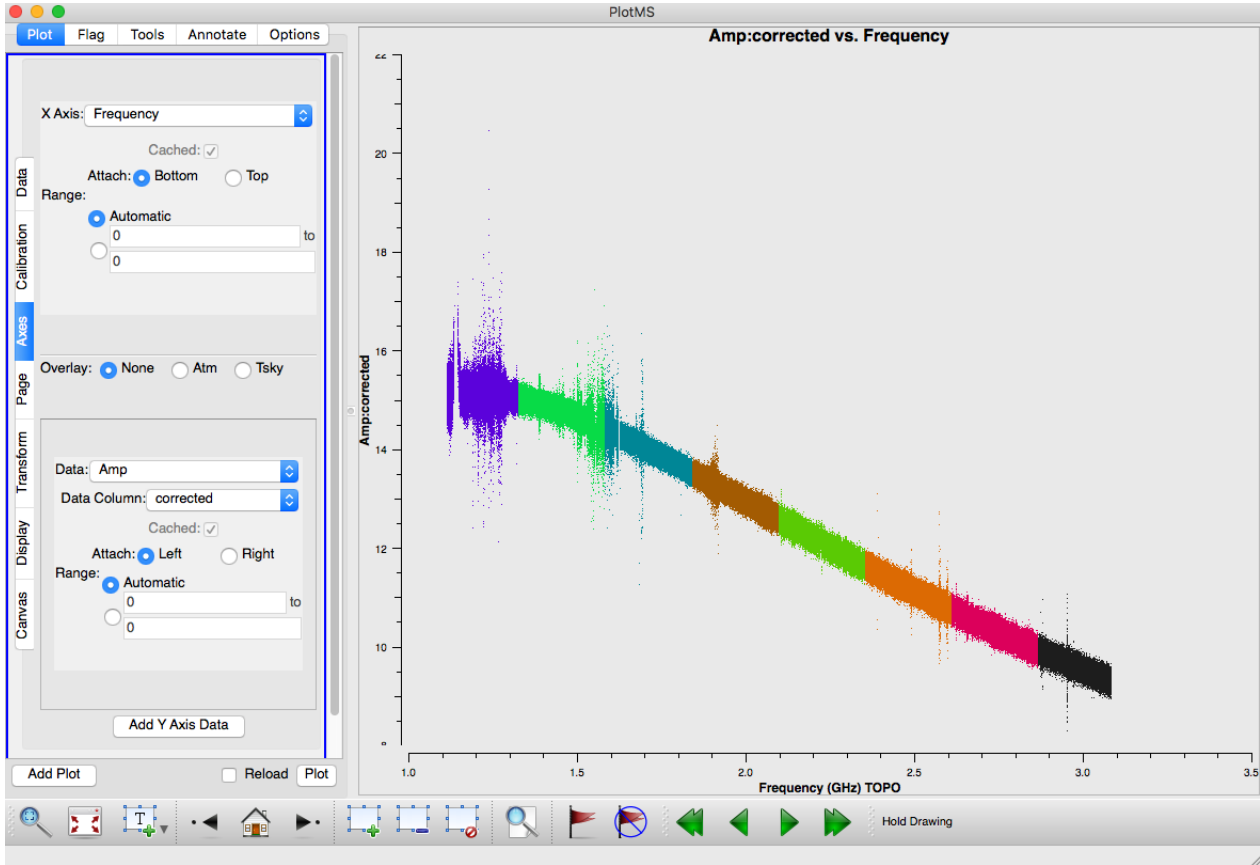 PlotMS
Plot Flag Tools Annotate Options
Data
Calibration
Axes
Page
Transform
Display
Canvas
X Axis: Frequency
Cached:
Attach: Bottom Top
Range:
Automatic
0 to
0
Overlay: None Atm Tsky
Data: Amp
Data Column: corrected
Cached:
Attach: Left Right
Range: Automatic
0 to
0
Add Y Axis Data
Add Plot Reload Plot
Amp:corrected vs. Frequency
Amp:corrected
22
20
18
16
14
12
10
8
1.0 1.5 2.0 2.5 3.0 3.5
Frequency (GHz) TOPO
T
Hold Drawing